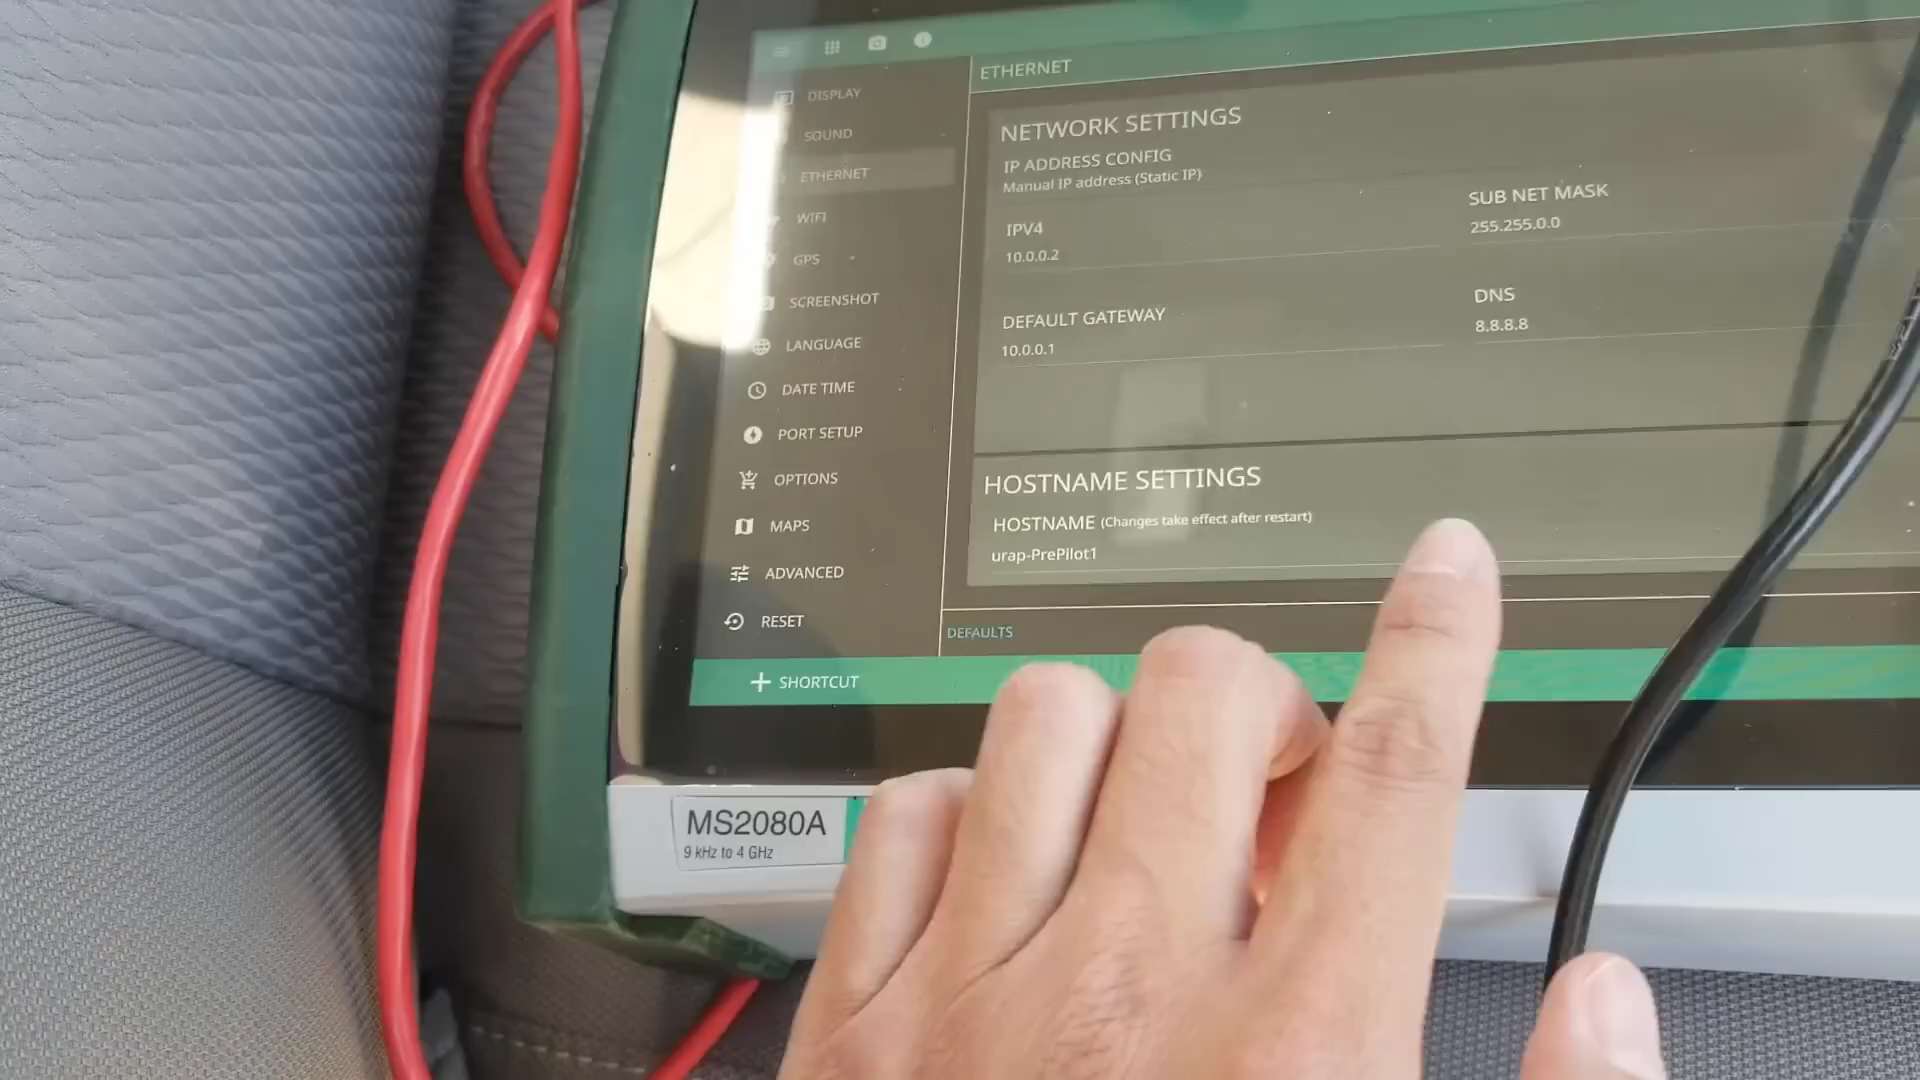 ETHERNET
DISPLAY
SOUND
ETHERNET
WIFI
GPS
SCREENSHOT
LANGUAGE
DATE TIME
PORT SETUP
OPTIONS
MAPS
ADVANCED
RESET
SHORTCUT
NETWORK SETTINGS
IP ADDRESS CONFIG
Manual IP address (Static IP)
IPV4
10.0.0.2
SUB NET MASK
255.255.0.0
DEFAULT GATEWAY
10.0.0.1
DNS
8.8.8.8
HOSTNAME SETTINGS
HOSTNAME (Changes take effect after restart)
urap-PrePilot1
DEFAULTS
MS2080A
9 kHz to 4 GHz